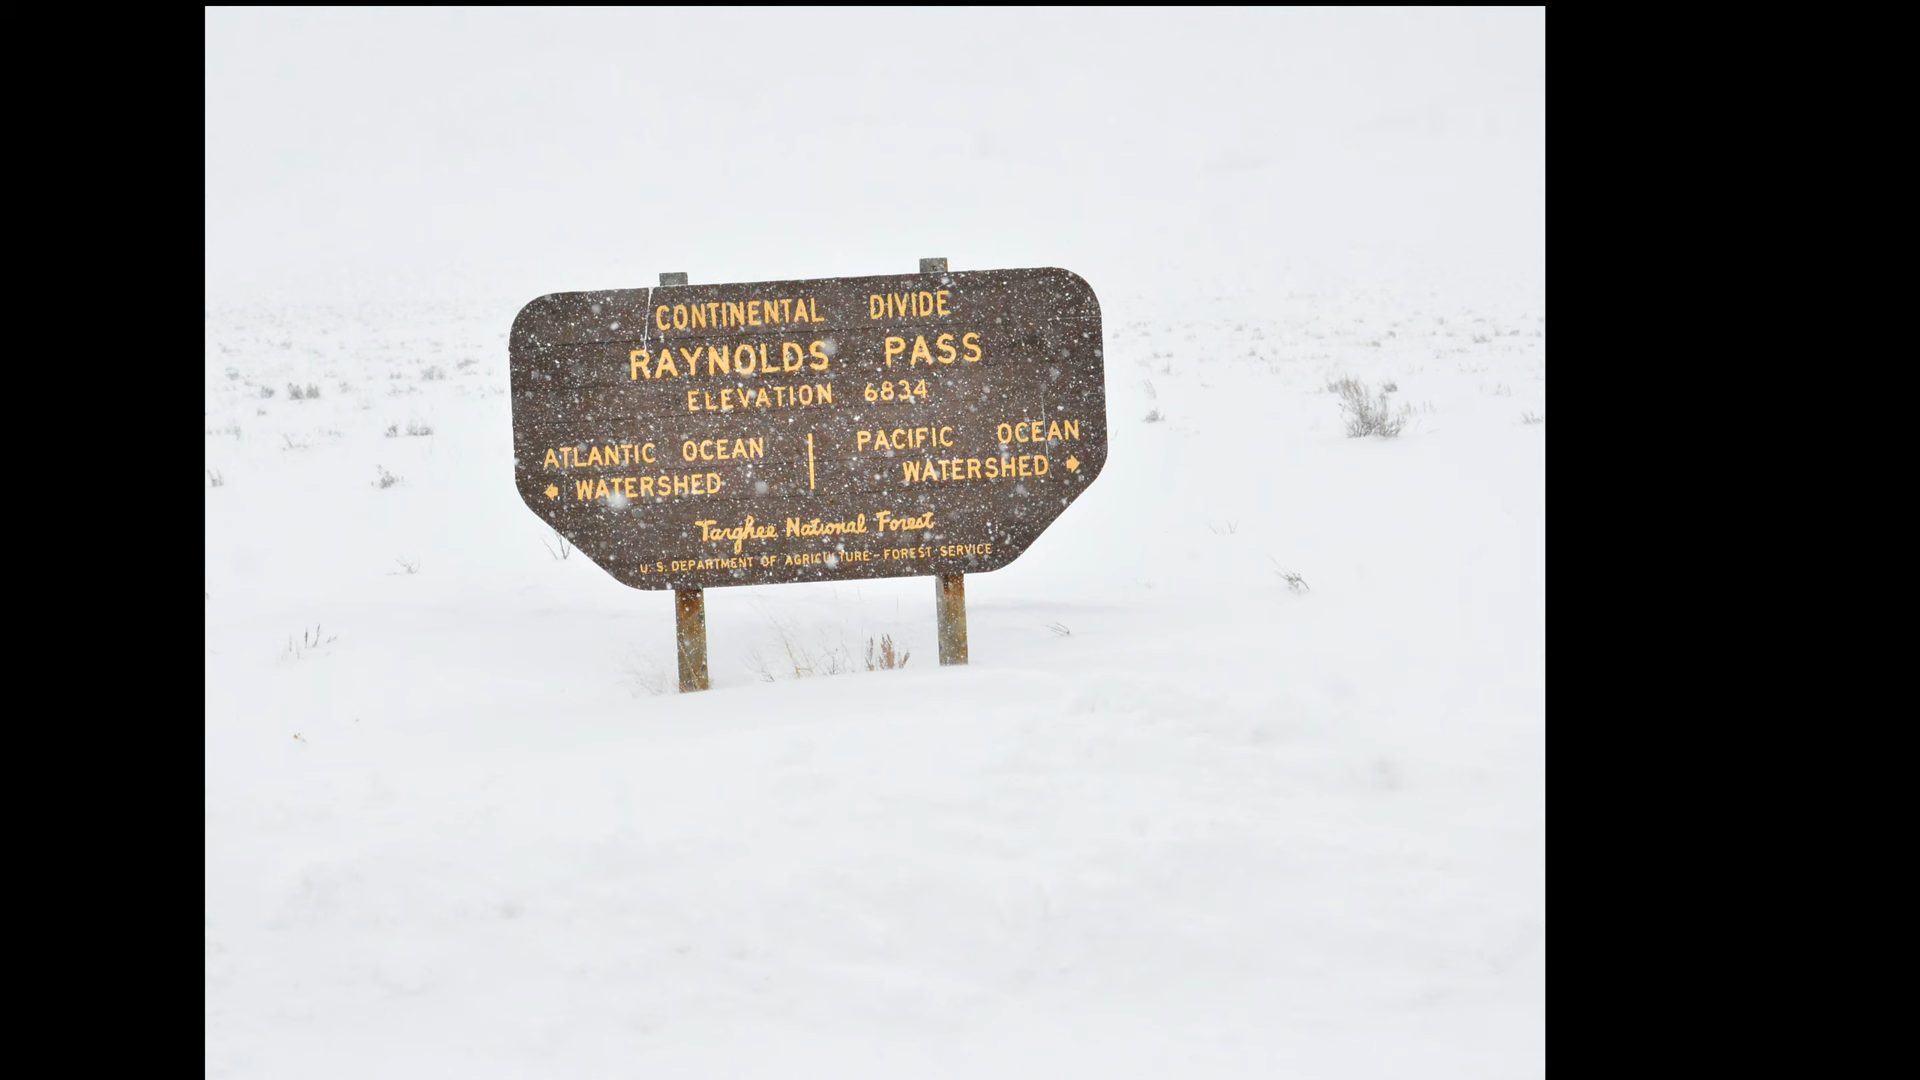 CONTINENTAL DIVIDE
RAYNOLDS PASS
ELEVATION 6834
ATLANTIC OCEAN
WATERSHED
PACIFIC OCEAN
WATERSHED
Targhee National Forest
U.S. DEPARTMENT OF AGRICULTURE - FOREST SERVICE